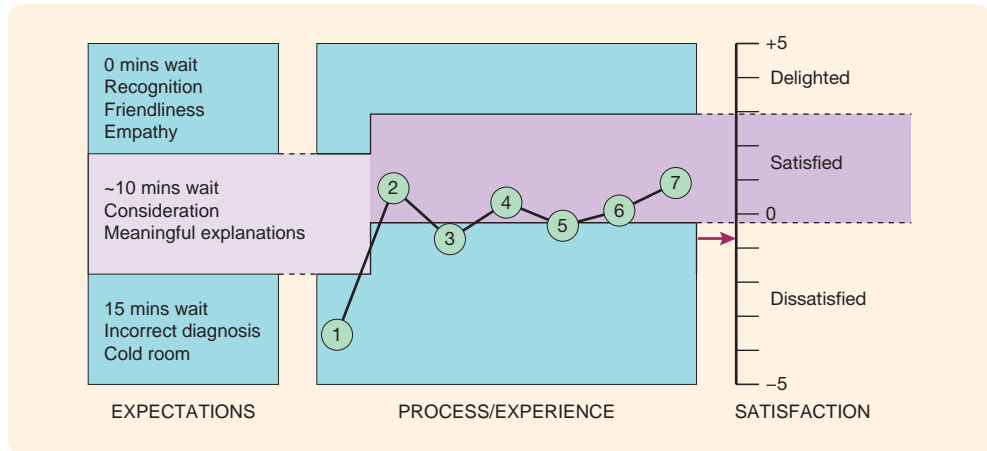 0 mins wait
Recognition
Friendliness
Empathy
~10 mins wait
Consideration
Meaningful explanations
15 mins wait
Incorrect diagnosis
Cold room
1
2
3
4
5
6
7
+5
Delighted
Satisfied
0
Dissatisfied
−5
EXPECTATIONS
PROCESS/EXPERIENCE
SATISFACTION